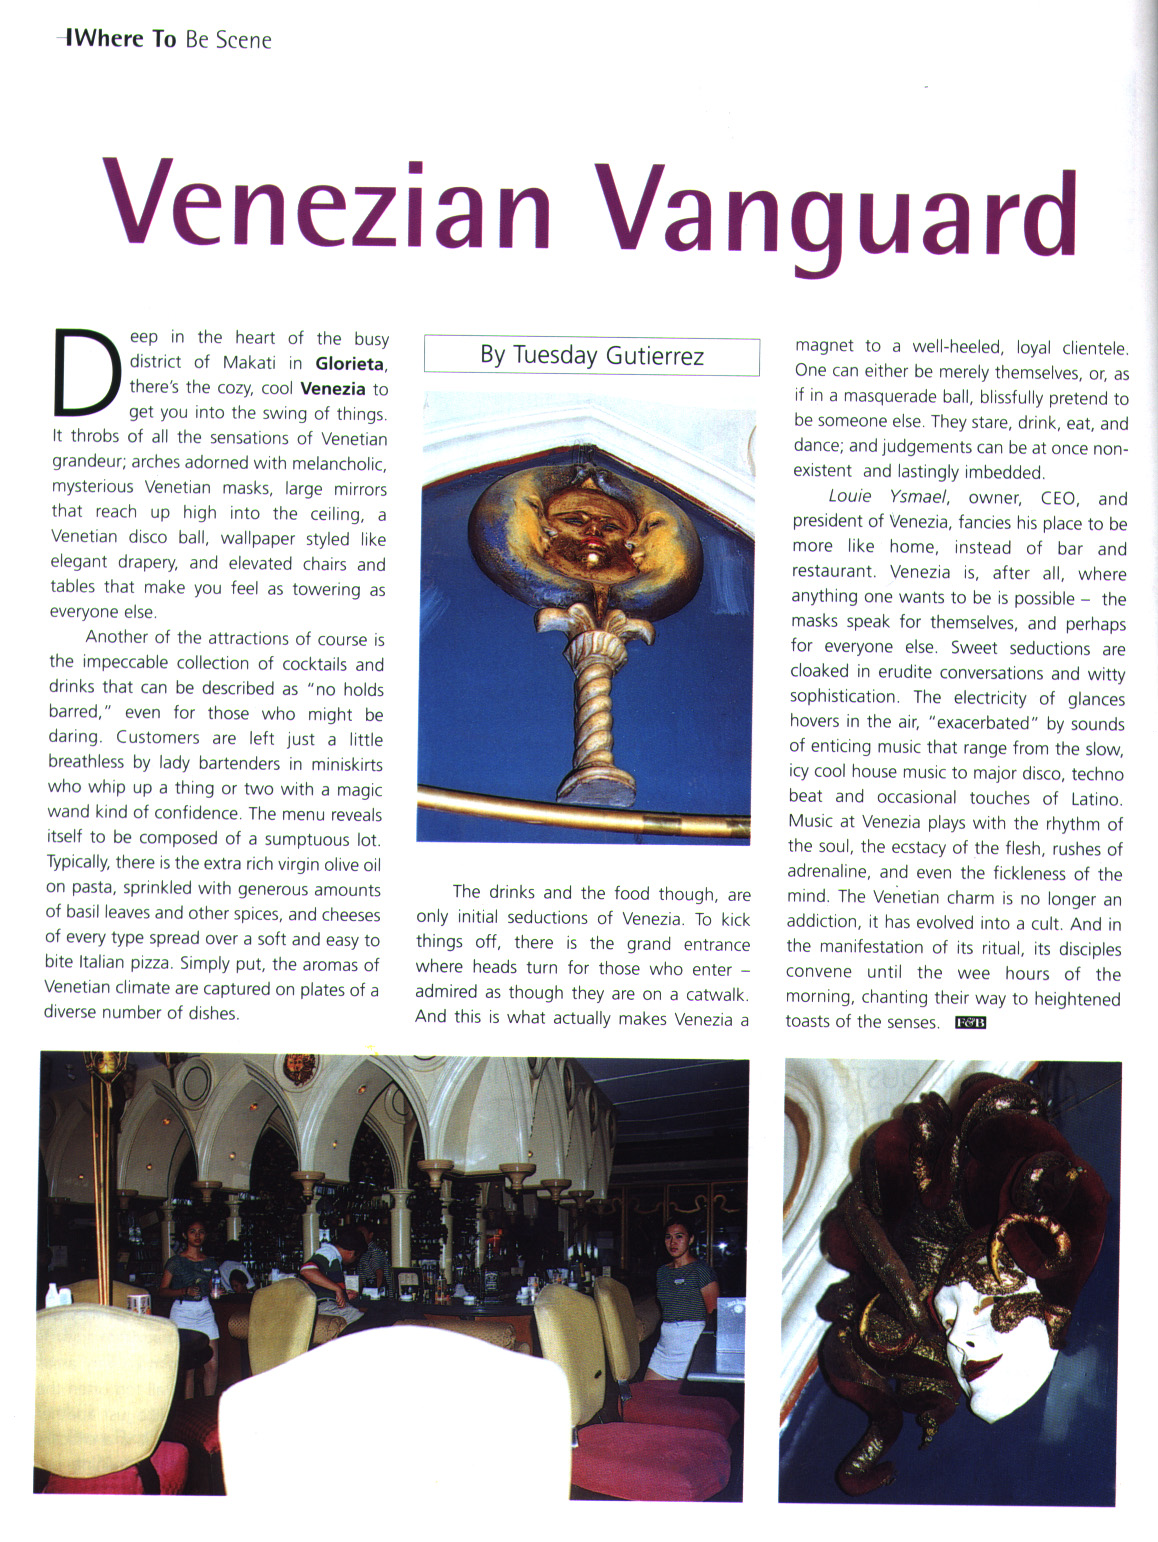 Where To Be Scene
Venezian Vanguard
Deep in the heart of the busy
district of Makati in Glorieta,
there's the cozy, cool Venezia to
get you into the swing of things.
It throbs of all the sensations of Venetian
grandeur; arches adorned with melancholic,
mysterious Venetian masks, large mirrors
that reach up high into the ceiling, a
Venetian disco ball, wallpaper styled like
elegant drapery, and elevated chairs and
tables that make you feel as towering as
everyone else.
Another of the attractions of course is
the impeccable collection of cocktails and
drinks that can be described as "no holds
barred," even for those who might be
daring. Customers are left just a little
breathless by lady bartenders in miniskirts
who whip up a thing or two with a magic
wand kind of confidence. The menu reveals
itself to be composed of a sumptuous lot.
Typically, there is the extra rich virgin olive oil
on pasta, sprinkled with generous amounts
of basil leaves and other spices, and cheeses
of every type spread over a soft and easy to
bite Italian pizza. Simply put, the aromas of
Venetian climate are captured on plates of a
diverse number of dishes.
By Tuesday Gutierrez
The drinks and the food though, are
only initial seductions of Venezia. To kick
things off, there is the grand entrance
where heads turn for those who enter –
admired as though they are on a catwalk.
And this is what actually makes Venezia a
magnet to a well-heeled, loyal clientele.
One can either be merely themselves, or, as
if in a masquerade ball, blissfully pretend to
be someone else. They stare, drink, eat, and
dance; and judgements can be at once non-
existent and lastingly imbedded.
Louie Ysmael, owner, CEO, and
president of Venezia, fancies his place to be
more like home, instead of bar and
restaurant. Venezia is, after all, where
anything one wants to be is possible – the
masks speak for themselves, and perhaps
for everyone else. Sweet seductions are
cloaked in erudite conversations and witty
sophistication. The electricity of glances
hovers in the air, "exacerbated" by sounds
of enticing music that range from the slow,
icy cool house music to major disco, techno
beat and occasional touches of Latino.
Music at Venezia plays with the rhythm of
the soul, the ecstacy of the flesh, rushes of
adrenaline, and even the fickleness of the
mind. The Venetian charm is no longer an
addiction, it has evolved into a cult. And in
the manifestation of its ritual, its disciples
convene until the wee hours of the
morning, chanting their way to heightened
toasts of the senses. F&B